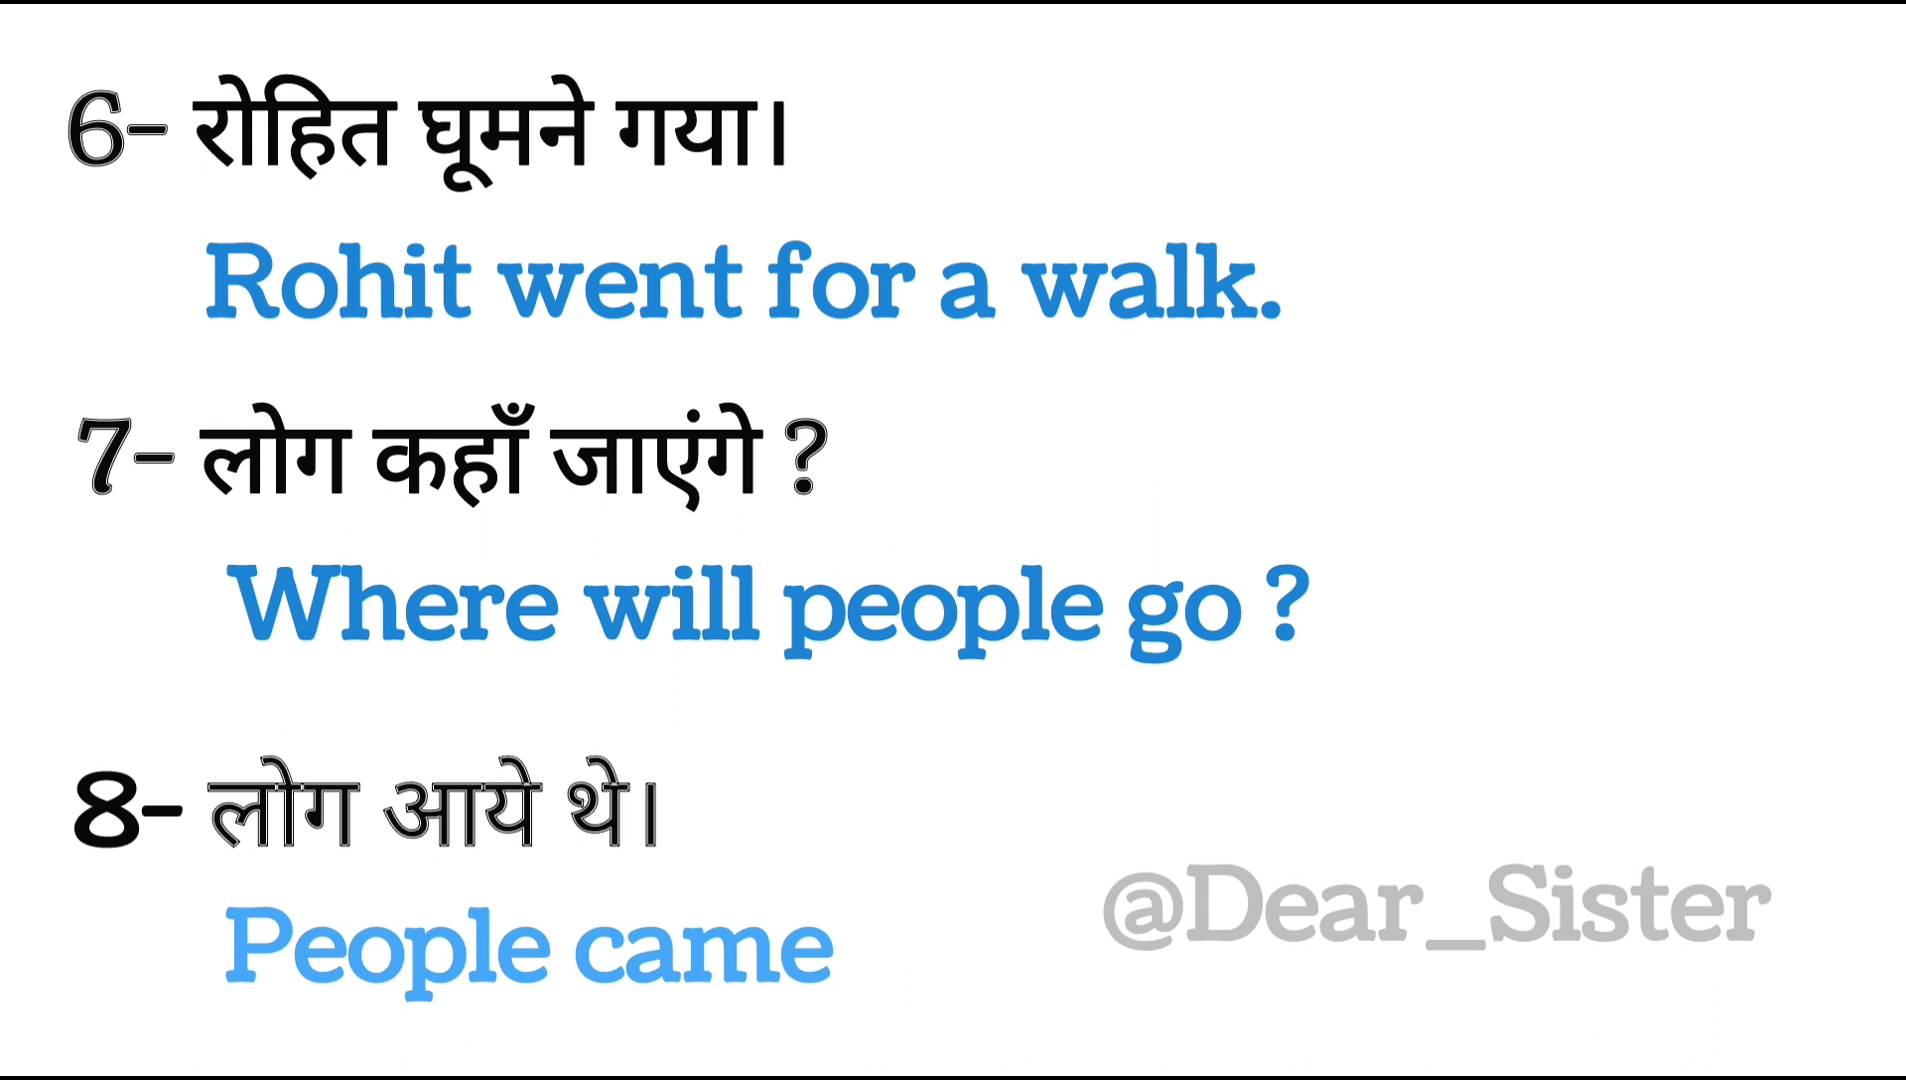 6- रोहित घूमने गया।
Rohit went for a walk.
7- लोग कहाँ जाएंगे ?
Where will people go ?
8- लोग आये थे।
People came
@Dear_Sister